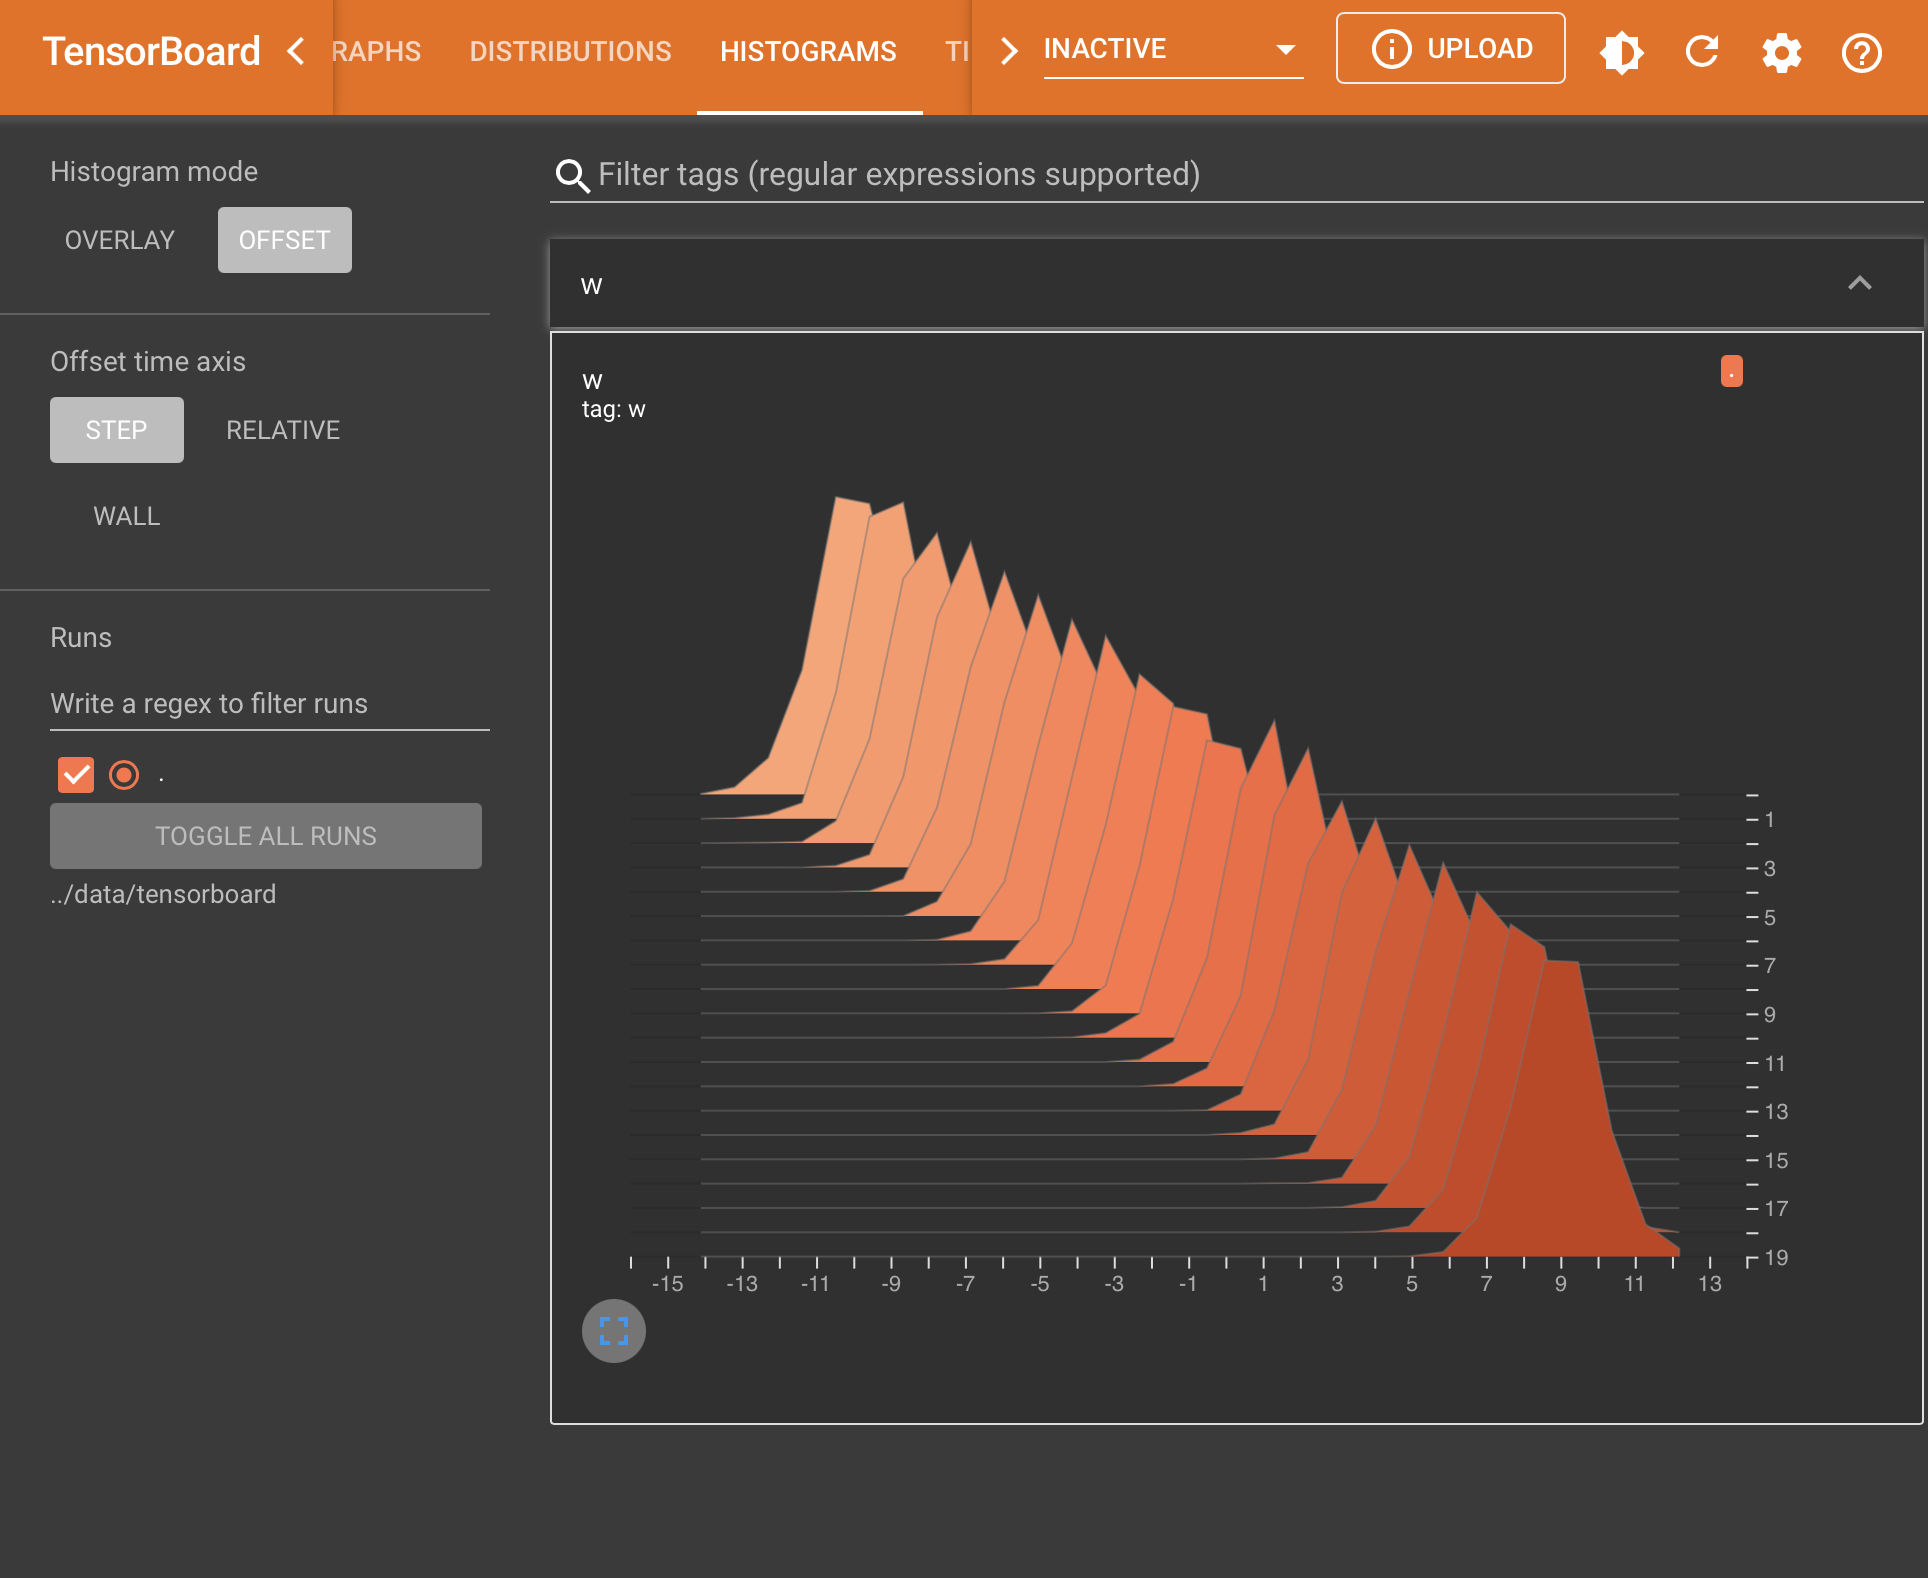 TensorBoard
RAPHS DISTRIBUTIONS HISTOGRAMS TI
INACTIVE
UPLOAD
Histogram mode
OVERLAY OFFSET
Offset time axis
STEP RELATIVE
WALL
Runs
Write a regex to filter runs
.
TOGGLE ALL RUNS
../data/tensorboard
Filter tags (regular expressions supported)
w
w
.
tag: w
1
3
5
7
9
11
13
15
17
19
-15 -13 -11 -9 -7 -5 -3 -1 1 3 5 7 9 11 13